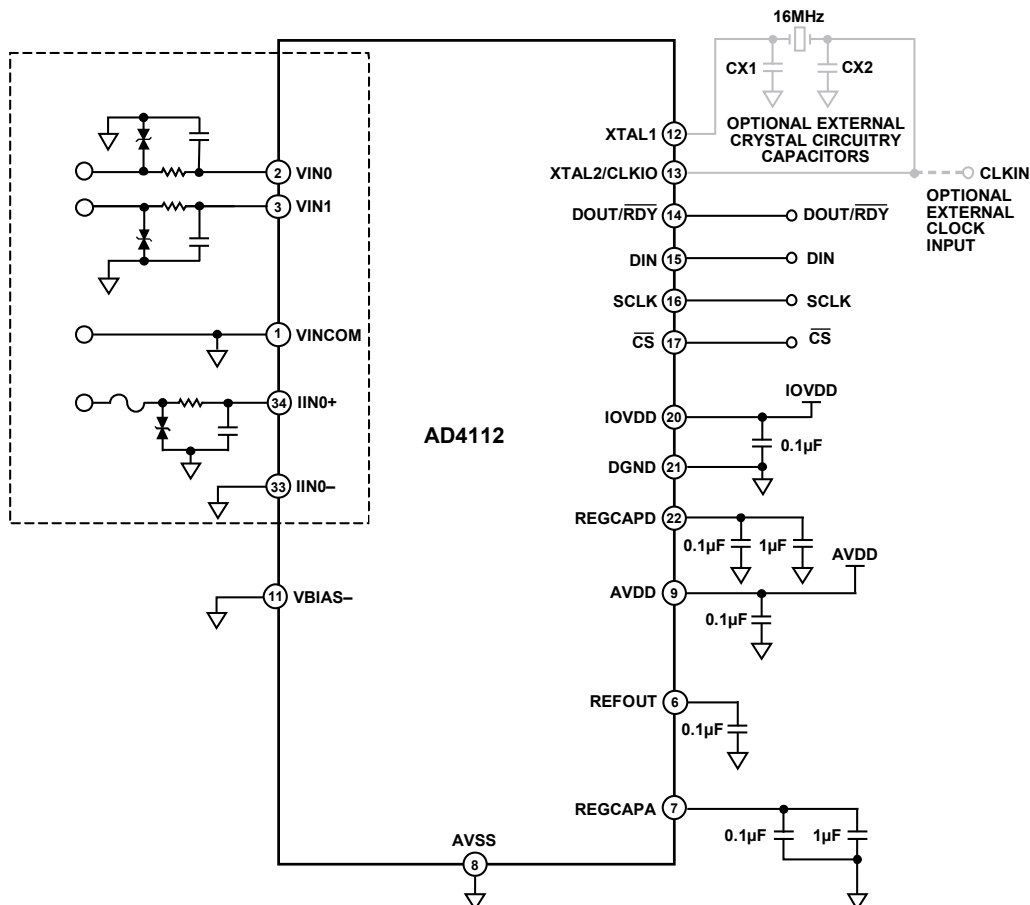 16MHz
CX1
CX2
OPTIONAL EXTERNAL
CRYSTAL CIRCUITRY
CAPACITORS
XTAL1
12
XTAL2/CLKIO
13
CLKIN
OPTIONAL
EXTERNAL
CLOCK
INPUT
2
VIN0
3
VIN1
DOUT/RDY
14
DOUT/RDY
DIN
15
DIN
SCLK
16
SCLK
CS
17
CS
1
VINCOM
34
IIN0+
33
IIN0–
11
VBIAS–
AD4112
IOVDD
20
IOVDD
0.1µF
DGND
21
REGCAPD
22
0.1µF
1µF
AVDD
AVDD
9
0.1µF
REFOUT
6
0.1µF
REGCAPA
7
0.1µF
1µF
AVSS
8